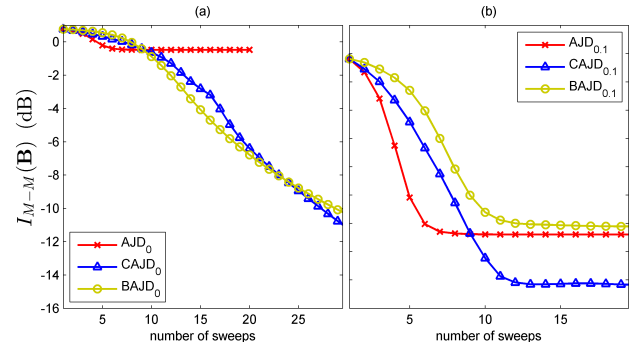 (a)
(b)
I_{M−M}(B) (dB)
0
-2
-4
-6
-8
-10
-12
-14
-16
AJD_0
CAJD_0
BAJD_0
5 10 15 20 25
number of sweeps
AJD_{0.1}
CAJD_{0.1}
BAJD_{0.1}
5 10 15
number of sweeps